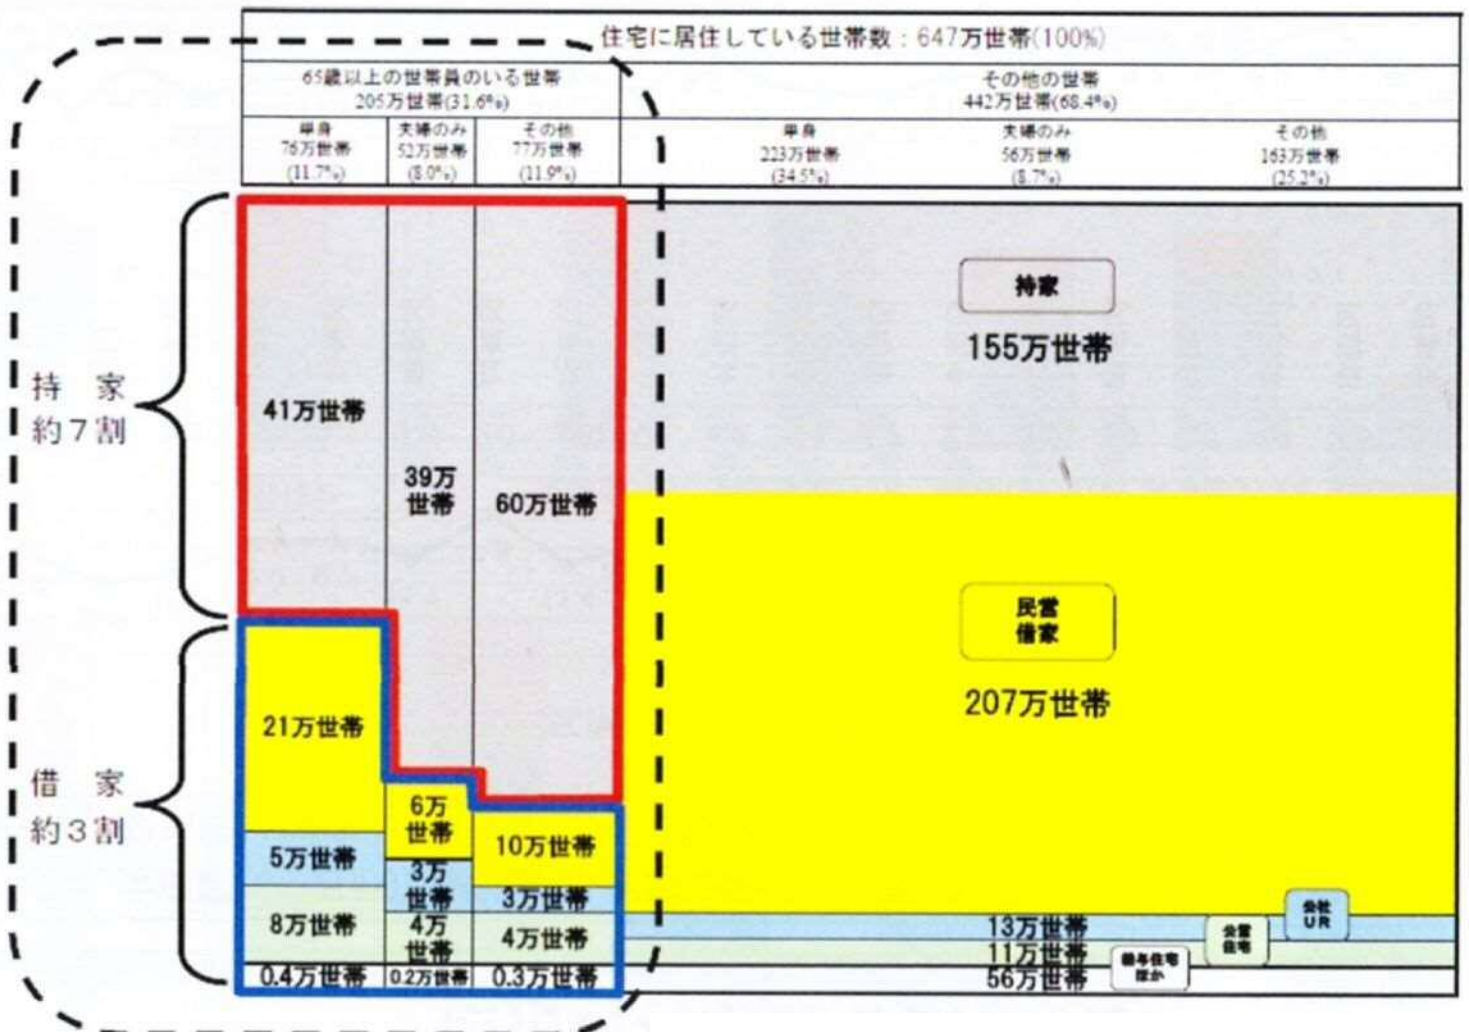 住宅に居住している世帯数：647万世帯(100%)
65歳以上の世帯員のいる世帯
205万世帯(31.6%)
その他の世帯
442万世帯(68.4%)
単身
76万世帯
(11.7%)
夫婦のみ
52万世帯
(8.0%)
その他
77万世帯
(11.9%)
単身
223万世帯
(34.5%)
夫婦のみ
56万世帯
(8.7%)
その他
163万世帯
(25.2%)
持　家
約７割
41万世帯
39万
世帯
60万世帯
持家
155万世帯
民営
借家
207万世帯
借　家
約３割
21万世帯
6万
世帯
10万世帯
5万世帯
3万
世帯
3万世帯
13万世帯
公社
UR
8万世帯
4万
世帯
4万世帯
11万世帯
公営
住宅
0.4万世帯
0.2万世帯
0.3万世帯
56万世帯
給与住宅
ほか